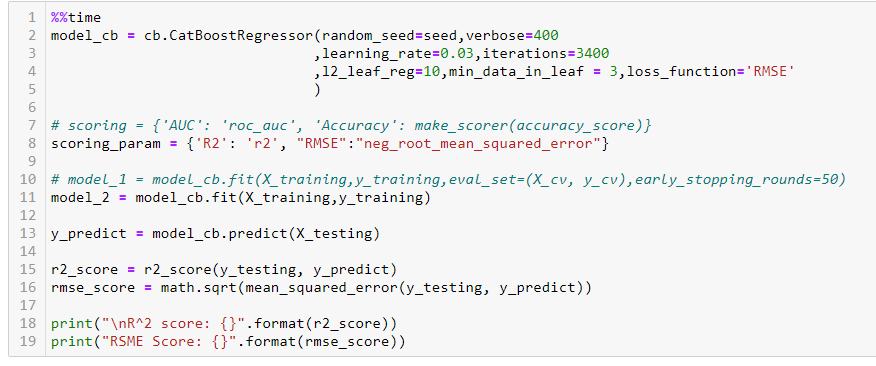 1 %%time
2 model_cb = cb.CatBoostRegressor(random_seed=seed,verbose=400
3 ,learning_rate=0.03,iterations=3400
4 ,l2_leaf_reg=10,min_data_in_leaf = 3,loss_function='RMSE'
5 )
6
7 # scoring = {'AUC': 'roc_auc', 'Accuracy': make_scorer(accuracy_score)}
8 scoring_param = {'R2': 'r2', "RMSE":"neg_root_mean_squared_error"}
9
10 # model_1 = model_cb.fit(X_training,y_training,eval_set=(X_cv, y_cv),early_stopping_rounds=50)
11 model_2 = model_cb.fit(X_training,y_training)
12
13 y_predict = model_cb.predict(X_testing)
14
15 r2_score = r2_score(y_testing, y_predict)
16 rmse_score = math.sqrt(mean_squared_error(y_testing, y_predict))
17
18 print("\nR^2 score: {}".format(r2_score))
19 print("RSME Score: {}".format(rmse_score))